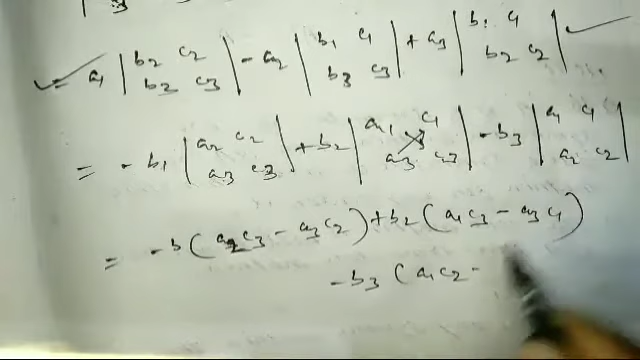 = a₁ | b₂ c₂ ; b₂ c₃ | - a₂ | b₁ c₁ ; b₃ c₃ | + a₃ | b₁ c₁ ; b₂ c₂ |
= - b₁ | a₂ c₂ ; a₃ c₃ | + b₂ | a₁ c₁ ; a₃ c₃ | - b₃ | a₁ c₁ ; a₂ c₂ |
= - b ( a₂c₃ - a₃c₂ ) + b₂ ( a₁c₃ - a₃c₁ )
- b₃ ( a₁c₂ -